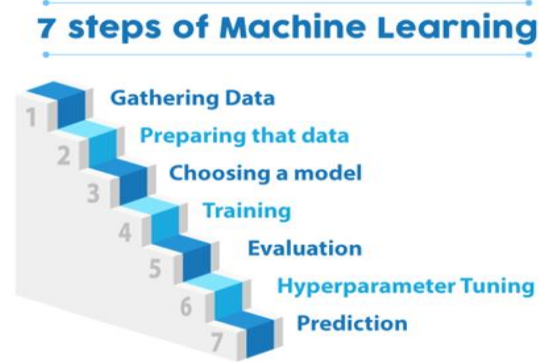 7 steps of Machine Learning
1 Gathering Data
2 Preparing that data
3 Choosing a model
4 Training
5 Evaluation
6 Hyperparameter Tuning
7 Prediction